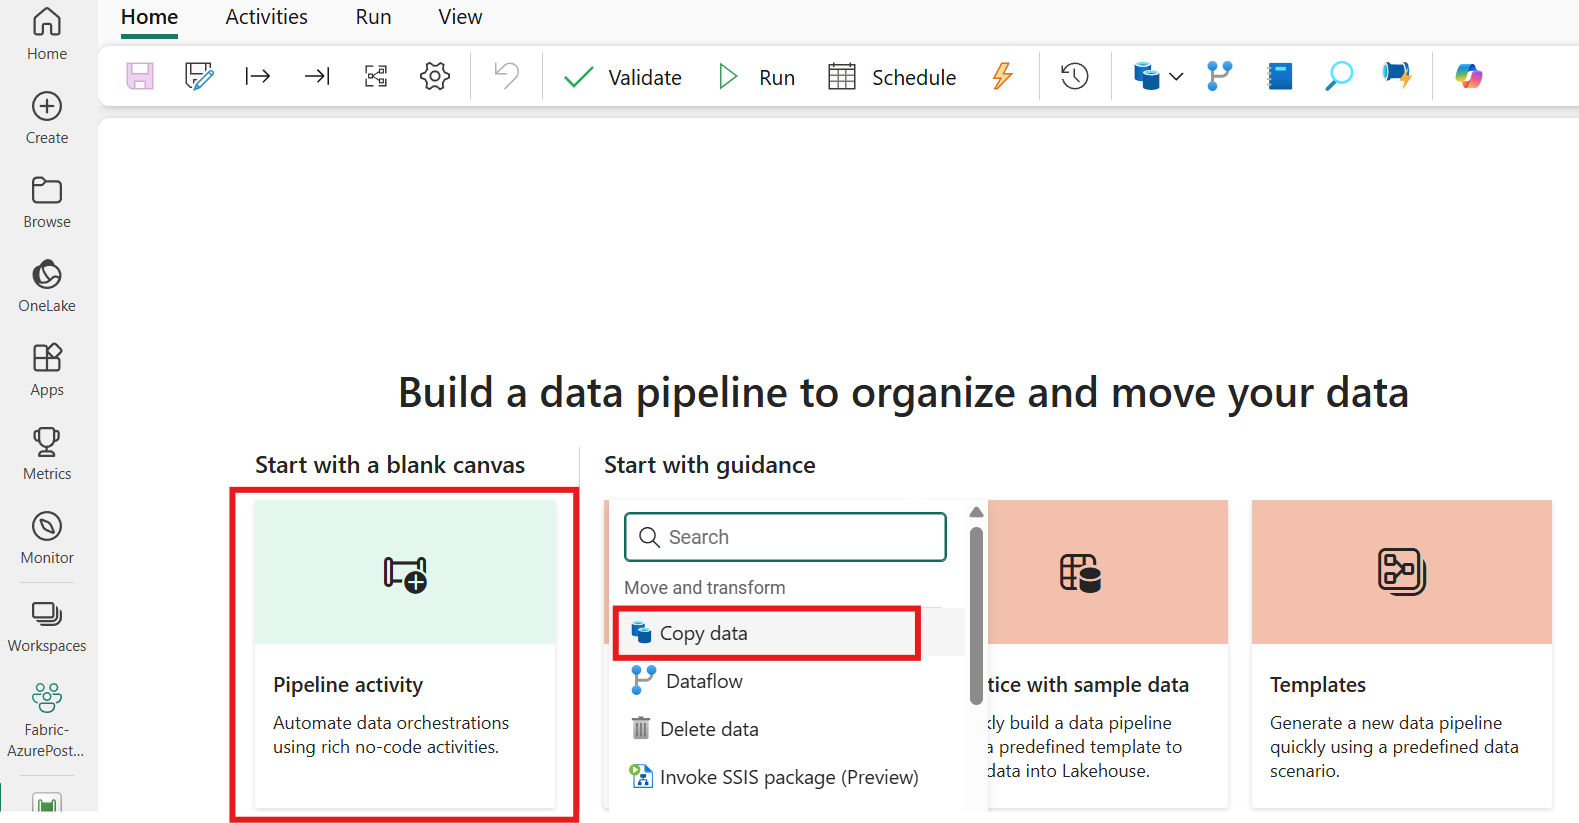 Home
Activities
Run
View
Validate
Run
Schedule
Home
Create
Browse
OneLake
Apps
Metrics
Monitor
Workspaces
Fabric-
AzurePost...
Build a data pipeline to organize and move your data
Start with a blank canvas
Pipeline activity
Automate data orchestrations
using rich no-code activities.
Start with guidance
Search
Move and transform
Copy data
Dataflow
Delete data
Invoke SSIS package (Preview)
tice with sample data
kly build a data pipeline
a predefined template to
data into Lakehouse.
Templates
Generate a new data pipeline
quickly using a predefined data
scenario.